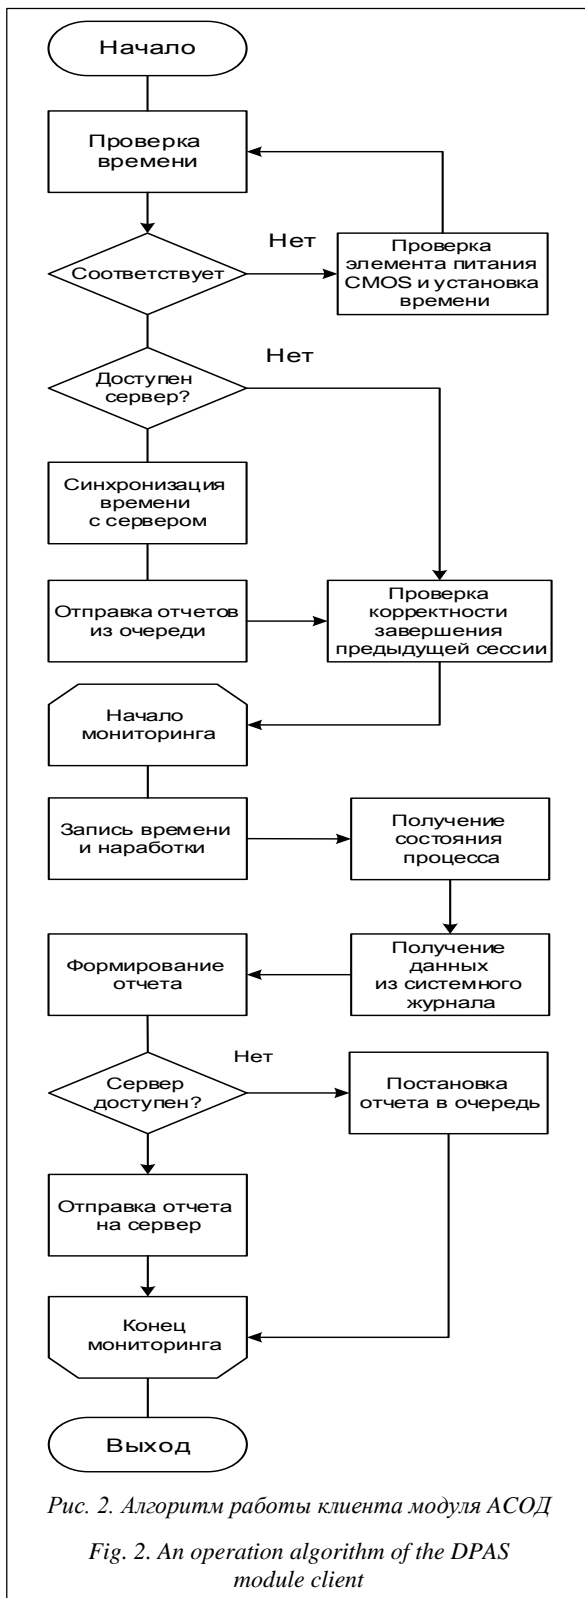 Начало
Проверка
времени
Нет
Соответствует
Проверка
элемента питания
CMOS и установка
времени
Нет
Доступен
сервер?
Синхронизация
времени
с сервером
Отправка отчетов
из очереди
Проверка
корректности
завершения
предыдущей сессии
Начало
мониторинга
Запись времени
и наработки
Получение
состояния
процесса
Формирование
отчета
Получение
данных
из системного
журнала
Нет
Сервер
доступен?
Постановка
отчета в очередь
Отправка отчета
на сервер
Конец
мониторинга
Выход
Рис. 2. Алгоритм работы клиента модуля АСОД
Fig. 2. An operation algorithm of the DPAS
module client